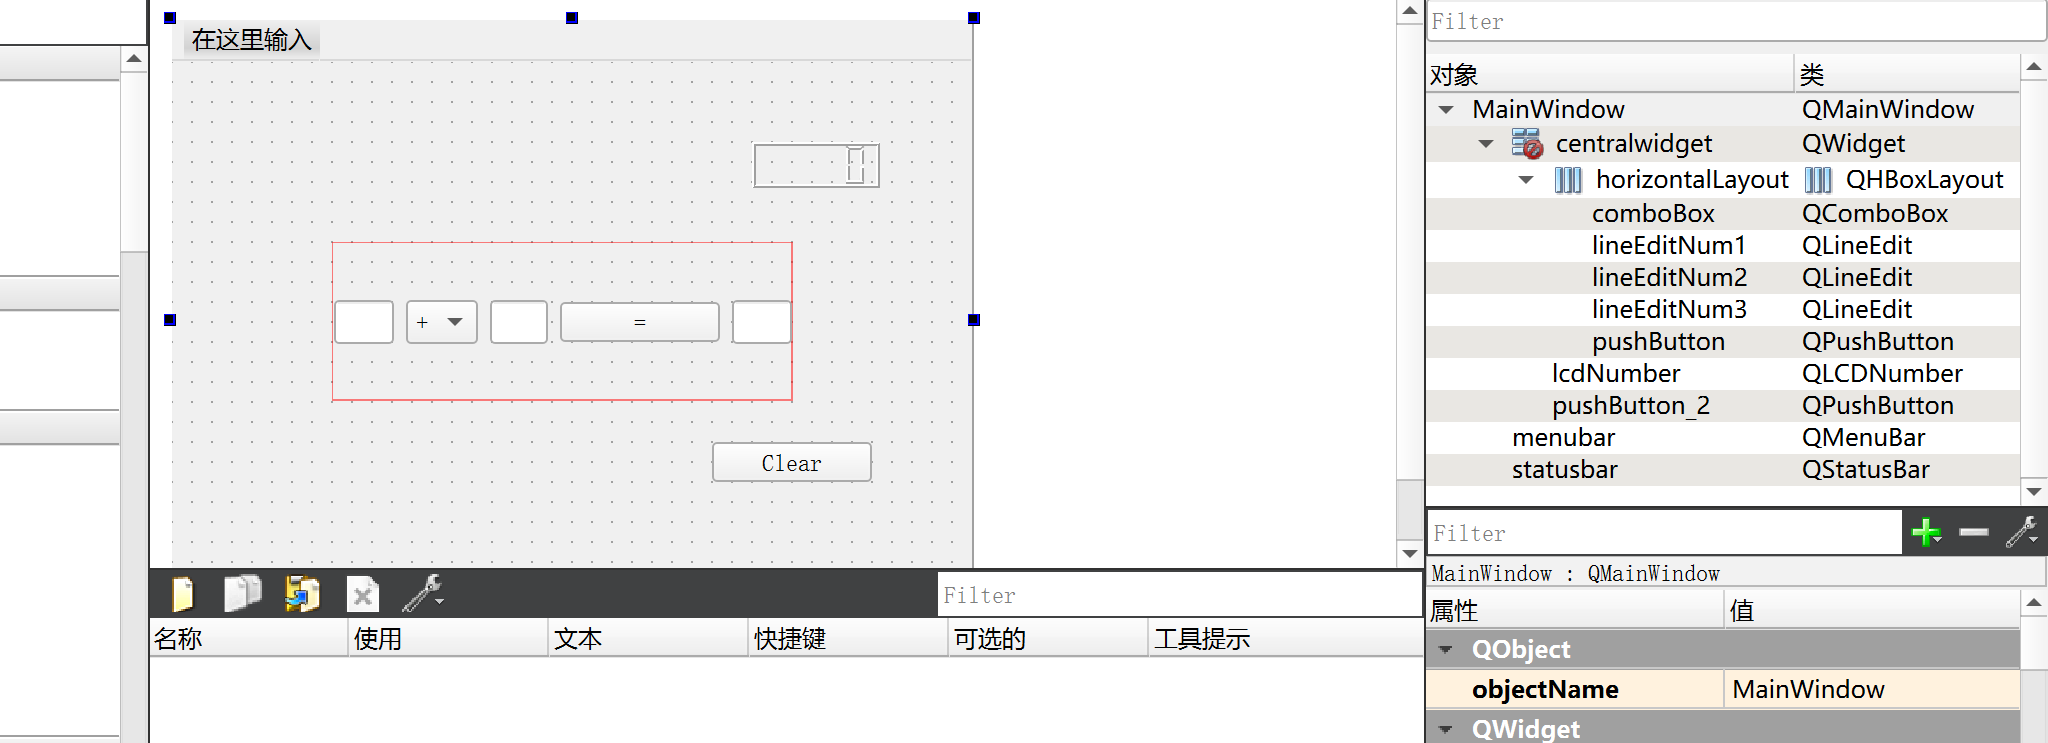 在这里输入
0
+
=
Clear
Filter
名称 使用 文本 快捷键 可选的 工具提示
Filter
对象 类
MainWindow QMainWindow
centralwidget QWidget
horizontalLayout QHBoxLayout
comboBox QComboBox
lineEditNum1 QLineEdit
lineEditNum2 QLineEdit
lineEditNum3 QLineEdit
pushButton QPushButton
lcdNumber QLCDNumber
pushButton_2 QPushButton
menubar QMenuBar
statusbar QStatusBar
Filter
MainWindow : QMainWindow
属性 值
QObject
objectName MainWindow
QWidget